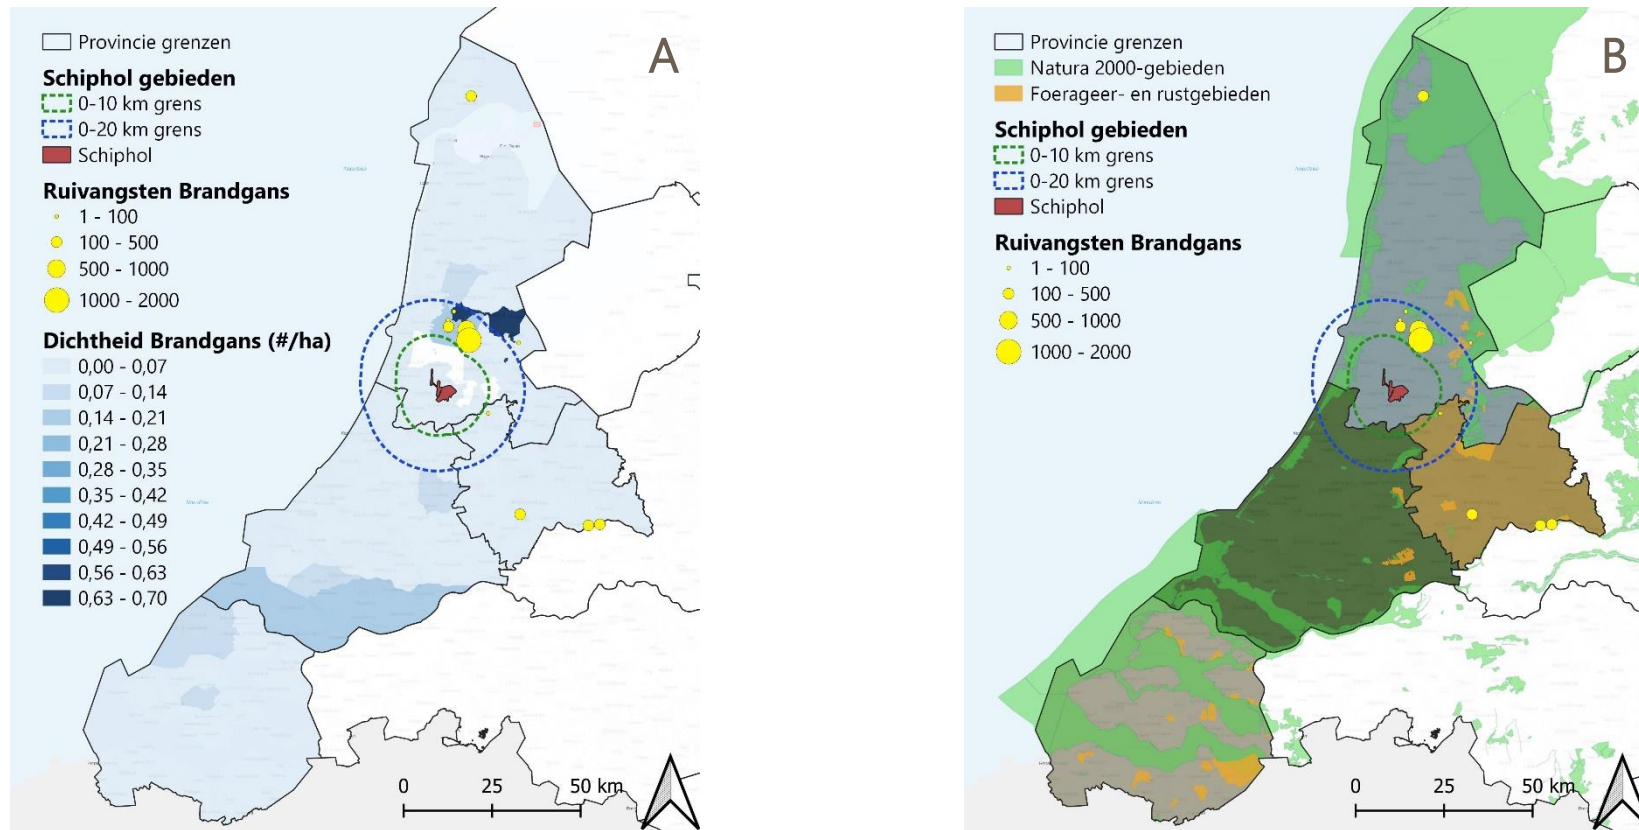 A
Provincie grenzen
Schiphol gebieden
0-10 km grens
0-20 km grens
Schiphol
Ruivangsten Brandgans
1 - 100
100 - 500
500 - 1000
1000 - 2000
Dichtheid Brandgans (#/ha)
0,00 - 0,07
0,07 - 0,14
0,14 - 0,21
0,21 - 0,28
0,28 - 0,35
0,35 - 0,42
0,42 - 0,49
0,49 - 0,56
0,56 - 0,63
0,63 - 0,70
0 25 50 km
B
Provincie grenzen
Natura 2000-gebieden
Foerageer- en rustgebieden
Schiphol gebieden
0-10 km grens
0-20 km grens
Schiphol
Ruivangsten Brandgans
1 - 100
100 - 500
500 - 1000
1000 - 2000
0 25 50 km